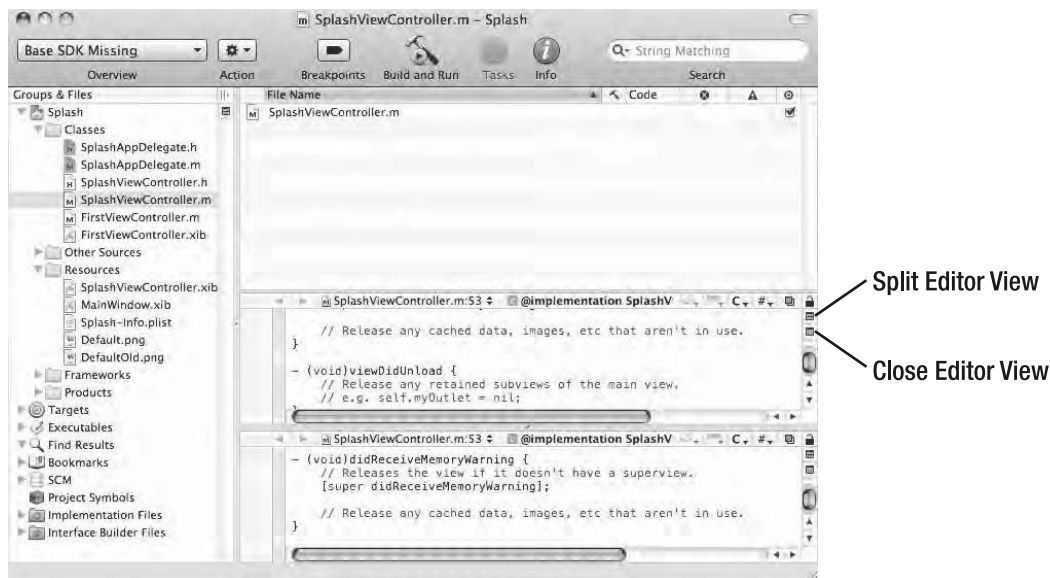 SplashViewController.m – Splash
Base SDK Missing
String Matching
Overview
Action
Breakpoints
Build and Run
Tasks
Info
Search
Groups & Files
File Name
Code
Splash
SplashViewController.m
Classes
SplashAppDelegate.h
SplashAppDelegate.m
SplashViewController.h
SplashViewController.m
FirstViewController.m
FirstViewController.xib
Other Sources
Resources
SplashViewController.xib
MainWindow.xib
Splash-Info.plist
Default.png
DefaultOld.png
Frameworks
Products
Targets
Executables
Find Results
Bookmarks
SCM
Project Symbols
Implementation Files
Interface Builder Files
SplashViewController.m:53 @implementation SplashV C #
// Release any cached data, images, etc that aren't in use.
}
- (void)viewDidUnload {
// Release any retained subviews of the main view.
// e.g. self.myOutlet = nil;
SplashViewController.m:53 @implementation SplashV C #
- (void)didReceiveMemoryWarning {
// Releases the view if it doesn't have a superview.
[super didReceiveMemoryWarning];
// Release any cached data, images, etc that aren't in use.
}
Split Editor View
Close Editor View